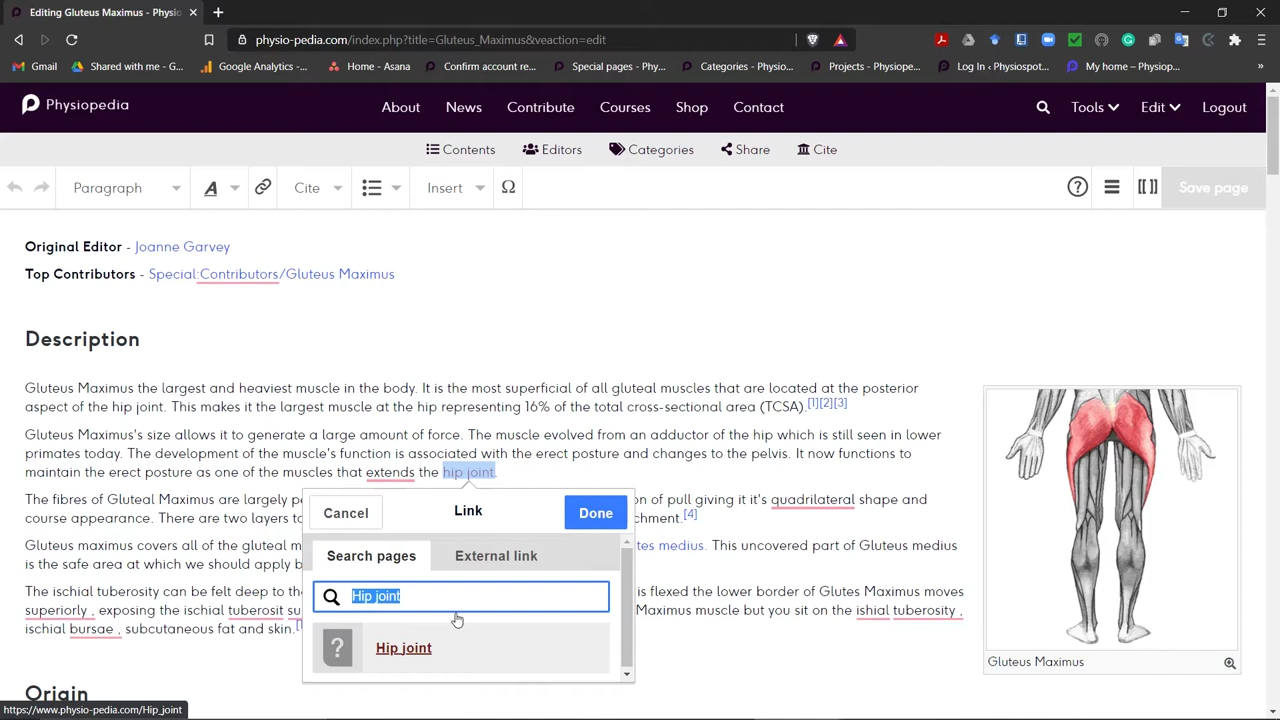 Editing Gluteus Maximus - Physio
physio-pedia.com/index.php?title=Gluteus_Maximus&veaction=edit
Gmail
Shared with me - G...
Google Analytics -...
Home - Asana
Confirm account re...
Special pages - Phy...
Categories - Physio...
Projects - Physiope...
Log In ‹ Physiospot...
My home – Physiop...
»
Physiopedia
About
News
Contribute
Courses
Shop
Contact
Tools
Edit
Logout
Contents
Editors
Categories
Share
Cite
Paragraph
A
Cite
Insert
Ω
?
[[ ]]
Save page
Original Editor - Joanne Garvey
Top Contributors - Special:Contributors/Gluteus Maximus
Description
Gluteus Maximus the largest and heaviest muscle in the body. It is the most superficial of all gluteal muscles that are located at the posterior
aspect of the hip joint. This makes it the largest muscle at the hip representing 16% of the total cross-sectional area (TCSA).[1][2][3]
Gluteus Maximus's size allows it to generate a large amount of force. The muscle evolved from an adductor of the hip which is still seen in lower
primates today. The development of the muscle's function is associated with the erect posture and changes to the pelvis. It now functions to
maintain the erect posture as one of the muscles that extends the hip joint.
The fibres of Gluteal Maximus are largely pa
n of pull giving it it's quadrilateral shape and
course appearance. There are two layers to
chment.[4]
Gluteus maximus covers all of the gluteal m
tes medius. This uncovered part of Gluteus medius
is the safe area at which we should apply b
The ischial tuberosity can be felt deep to the
is flexed the lower border of Glutes Maximus moves
superiorly , exposing the ischial tuberosit su
Maximus muscle but you sit on the ishial tuberosity ,
ischial bursae , subcutaneous fat and skin.[
Cancel
Link
Done
Search pages
External link
Hip joint
?
Hip joint
Gluteus Maximus
Origin
https://www.physio-pedia.com/Hip_joint